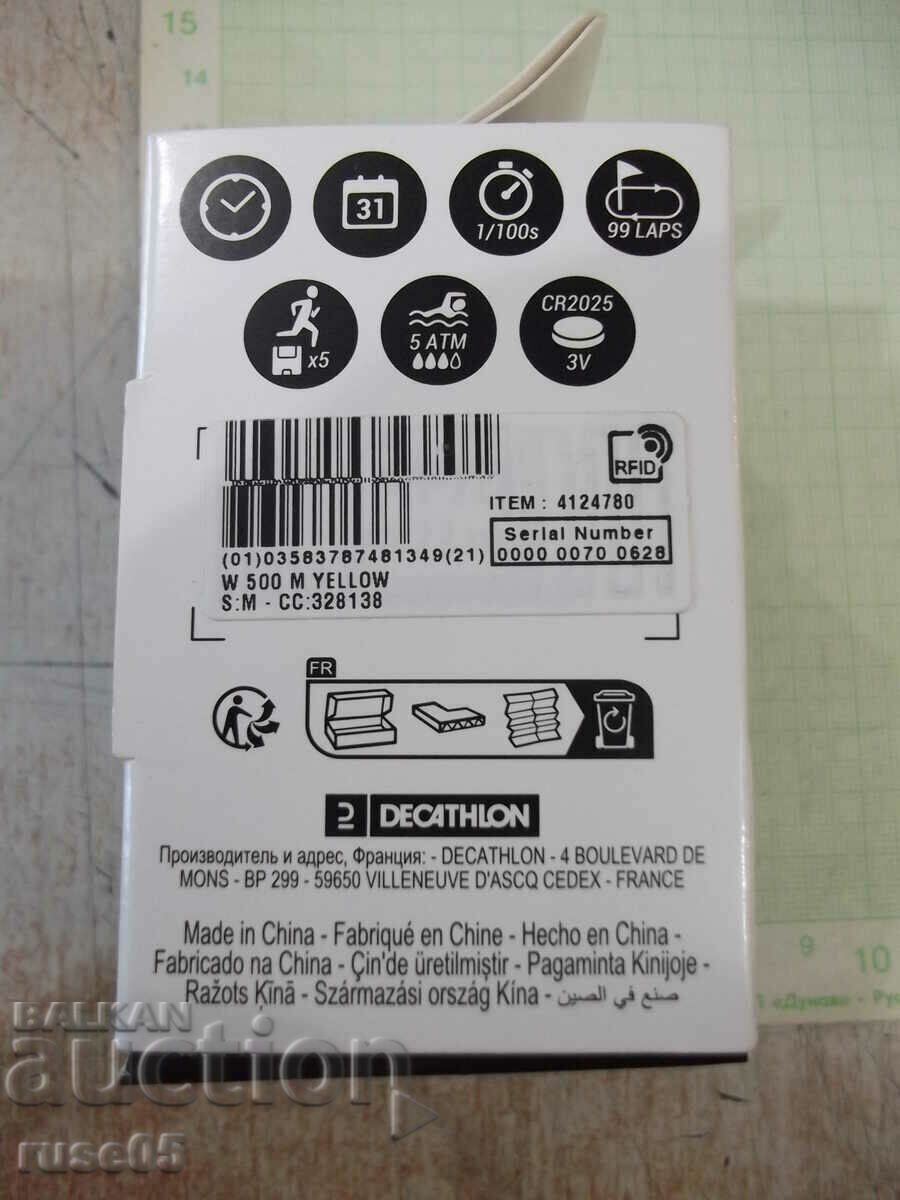 15
14
31
1/100s
99 LAPS
x5
5 ATM
CR2025
3V
RFID
ITEM : 4124780
Serial Number
0000 0070 0628
(01)03583787481349(21)
W 500 M YELLOW
S:M - CC:328138
FR
DECATHLON
Производитель и адрес, Франция: - DECATHLON - 4 BOULEVARD DE
MONS - BP 299 - 59650 VILLENEUVE D'ASCQ CEDEX - FRANCE
Made in China - Fabriqué en Chine - Hecho en China -
Fabricado na China - Çin'de üretilmiştir - Pagaminta Kinijoje -
Ražots Ķīnā - Származási ország Kína - صنع في الصين
9
10
1 «Дунав» - Рус
BALKAN
auction
ruse05